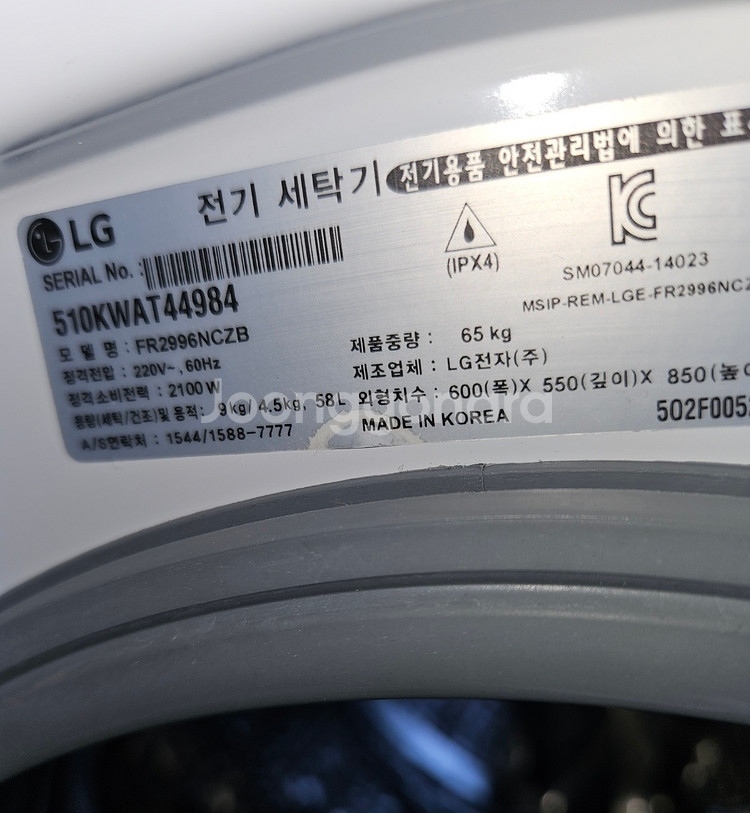 LG 전기 세탁기 전기용품 안전관리법에 의한 표
SERIAL No. :
510KWAT44984
(IPX4)
SM07044-14023
MSIP-REM-LGE-FR2996NCZ
모 델 명 : FR2996NCZB
정격전압 : 220V~, 60Hz
정격소비전력 : 2100 W
용량(세탁/건조)및 용적: 9kg/ 4.5kg, 58L
A/S연락처 : 1544/1588-7777
제품중량 : 65 kg
제조업체 : LG전자(주)
외형치수 : 600(폭)X 550(깊이)X 850(높이
MADE IN KOREA
502F005
Joonggonara